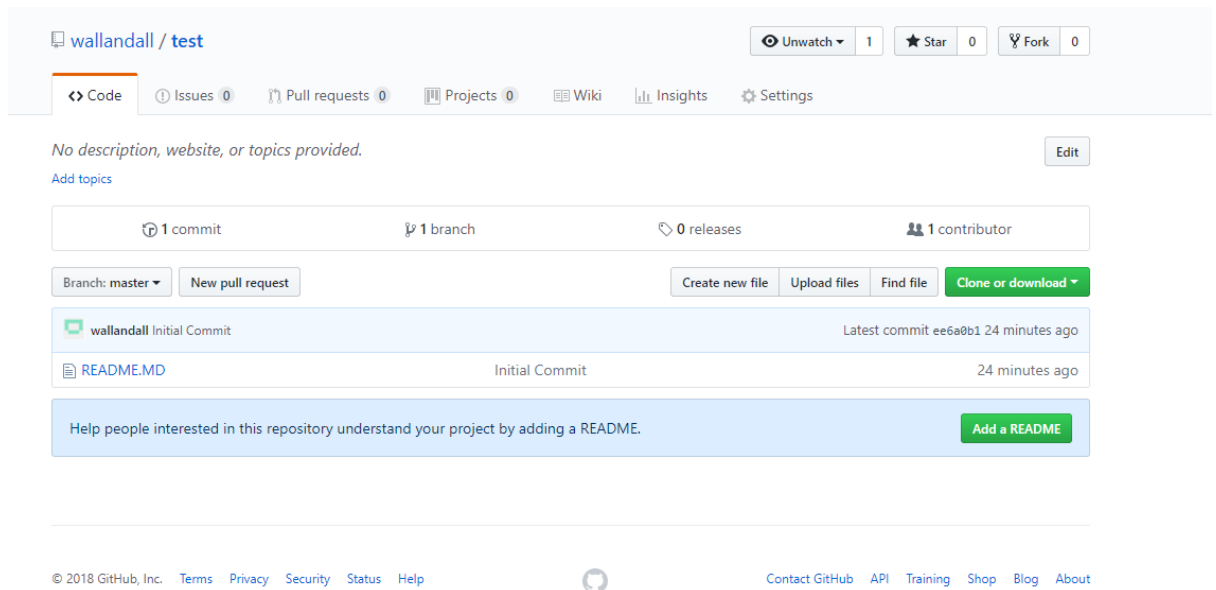 wallandall / test Unwatch 1 Star 0 Fork 0
Code Issues 0 Pull requests 0 Projects 0 Wiki Insights Settings
No description, website, or topics provided. Edit
Add topics
1 commit 1 branch 0 releases 1 contributor
Branch: master New pull request Create new file Upload files Find file Clone or download
wallandall Initial Commit Latest commit ee6a0b1 24 minutes ago
README.MD Initial Commit 24 minutes ago
Help people interested in this repository understand your project by adding a README. Add a README
© 2018 GitHub, Inc. Terms Privacy Security Status Help Contact GitHub API Training Shop Blog About